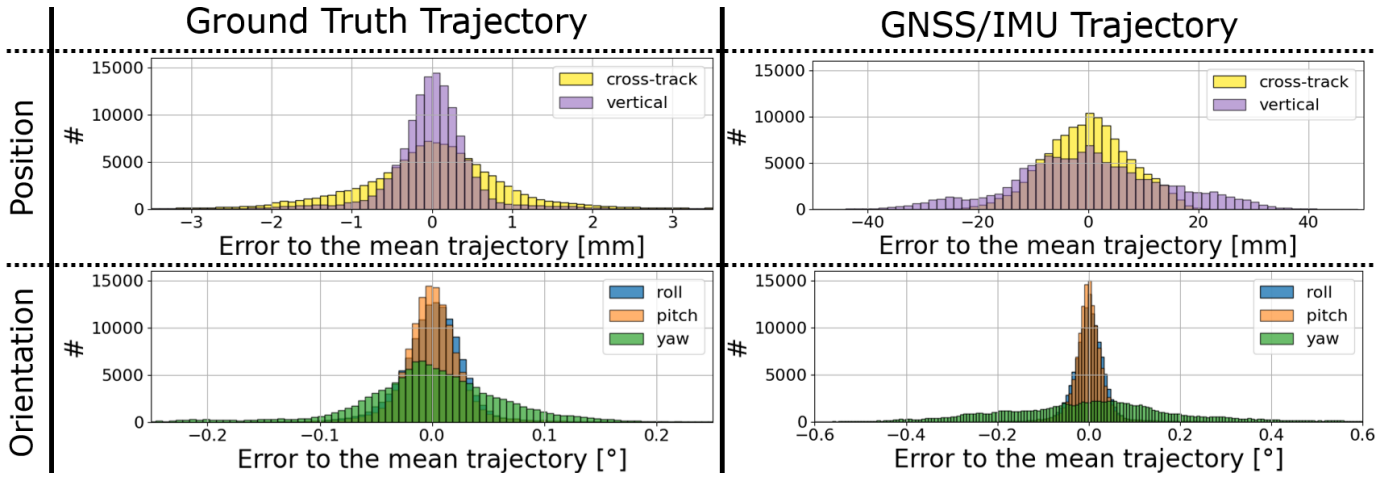 Ground Truth Trajectory
GNSS/IMU Trajectory
Position
#
15000
10000
5000
0
cross-track
vertical
−3
−2
−1
0
1
2
3
Error to the mean trajectory [mm]
#
15000
10000
5000
0
cross-track
vertical
−40
−20
0
20
40
Error to the mean trajectory [mm]
Orientation
#
15000
10000
5000
0
roll
pitch
yaw
−0.2
−0.1
0.0
0.1
0.2
Error to the mean trajectory [°]
#
15000
10000
5000
0
roll
pitch
yaw
−0.6
−0.4
−0.2
0.0
0.2
0.4
0.6
Error to the mean trajectory [°]